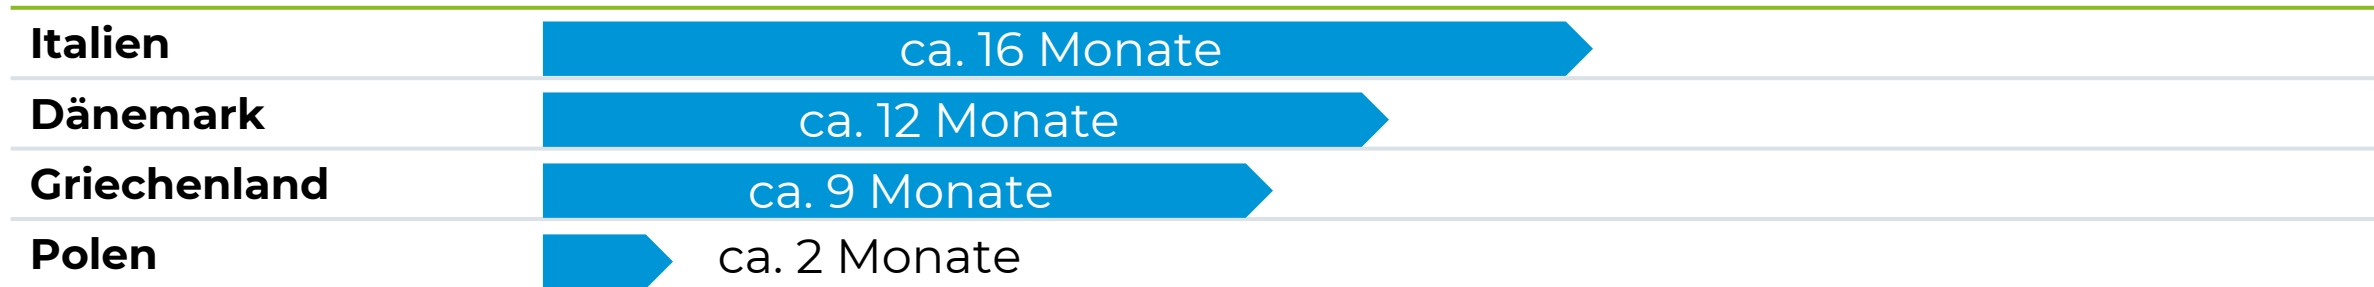 Italien ca. 16 Monate
Dänemark ca. 12 Monate
Griechenland ca. 9 Monate
Polen ca. 2 Monate